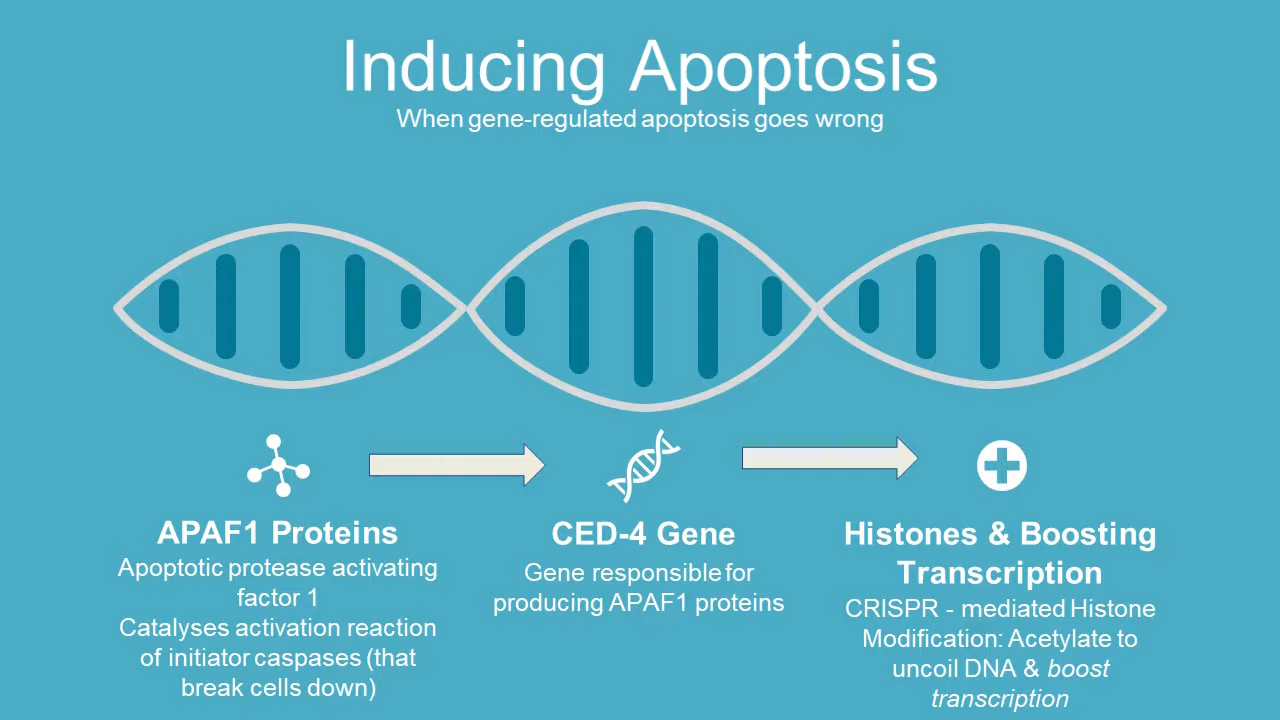 Inducing Apoptosis
When gene-regulated apoptosis goes wrong
APAF1 Proteins
Apoptotic protease activating
factor 1
Catalyses activation reaction
of initiator caspases (that
break cells down)
CED-4 Gene
Gene responsible for
producing APAF1 proteins
Histones & Boosting
Transcription
CRISPR - mediated Histone
Modification: Acetylate to
uncoil DNA & boost
transcription